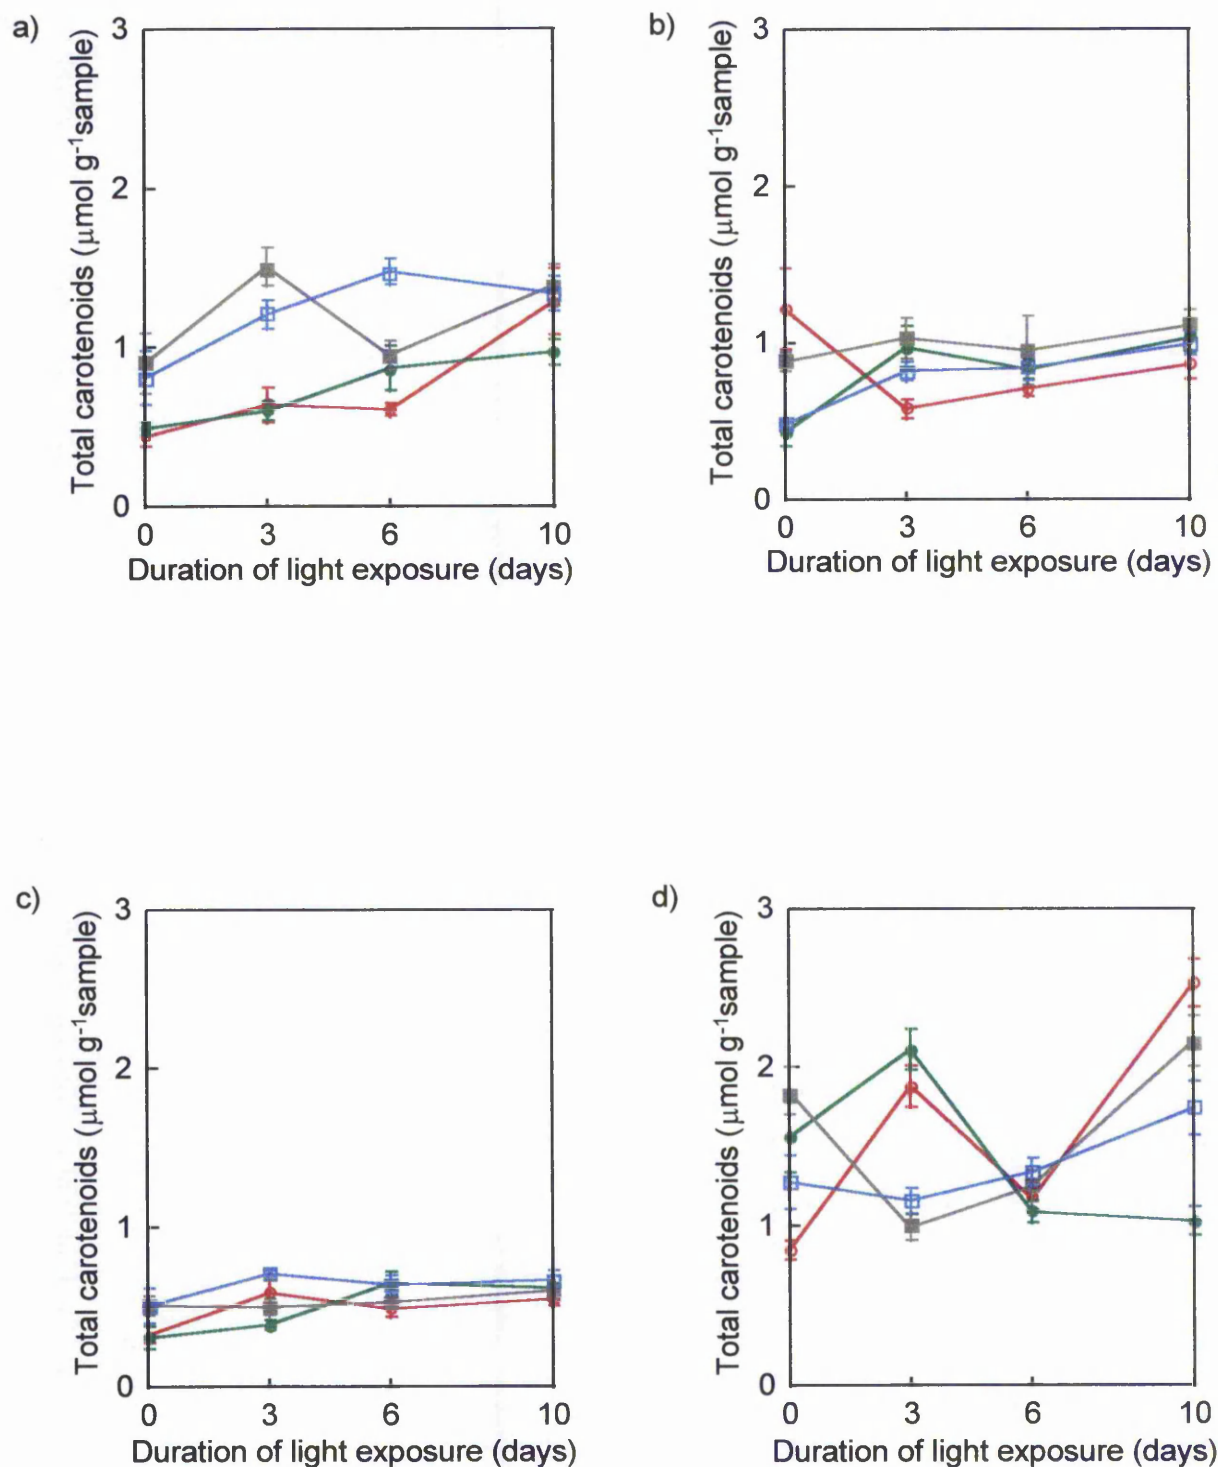 a)
Total carotenoids (μmol g⁻¹sample)
3
2
1
0
0 3 6 10
Duration of light exposure (days)
b)
Total carotenoids (μmol g⁻¹sample)
3
2
1
0
0 3 6 10
Duration of light exposure (days)
c)
Total carotenoids (μmol g⁻¹sample)
3
2
1
0
0 3 6 10
Duration of light exposure (days)
d)
Total carotenoids (μmol g⁻¹sample)
3
2
1
0
0 3 6 10
Duration of light exposure (days)